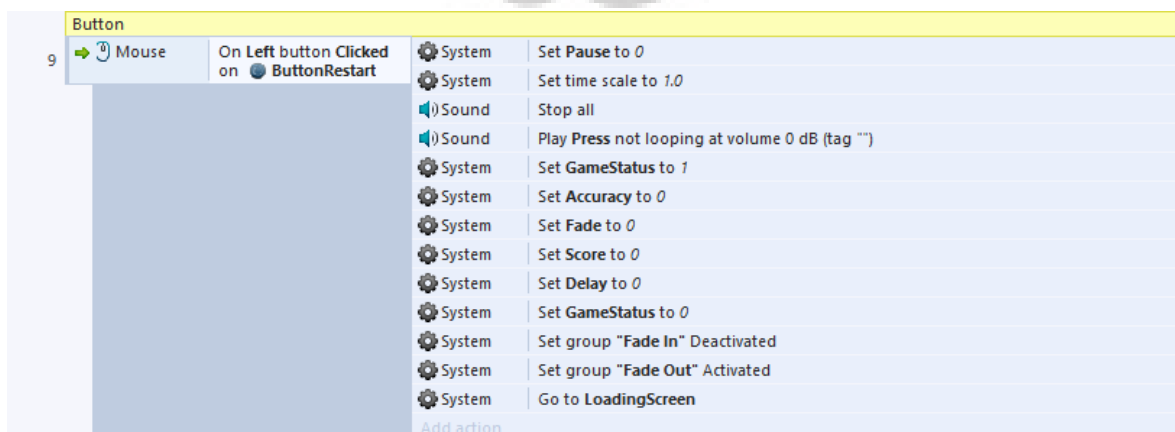 Button
9
Mouse
On Left button Clicked
on ButtonRestart
System Set Pause to 0
System Set time scale to 1.0
Sound Stop all
Sound Play Press not looping at volume 0 dB (tag "")
System Set GameStatus to 1
System Set Accuracy to 0
System Set Fade to 0
System Set Score to 0
System Set Delay to 0
System Set GameStatus to 0
System Set group "Fade In" Deactivated
System Set group "Fade Out" Activated
System Go to LoadingScreen
Add action